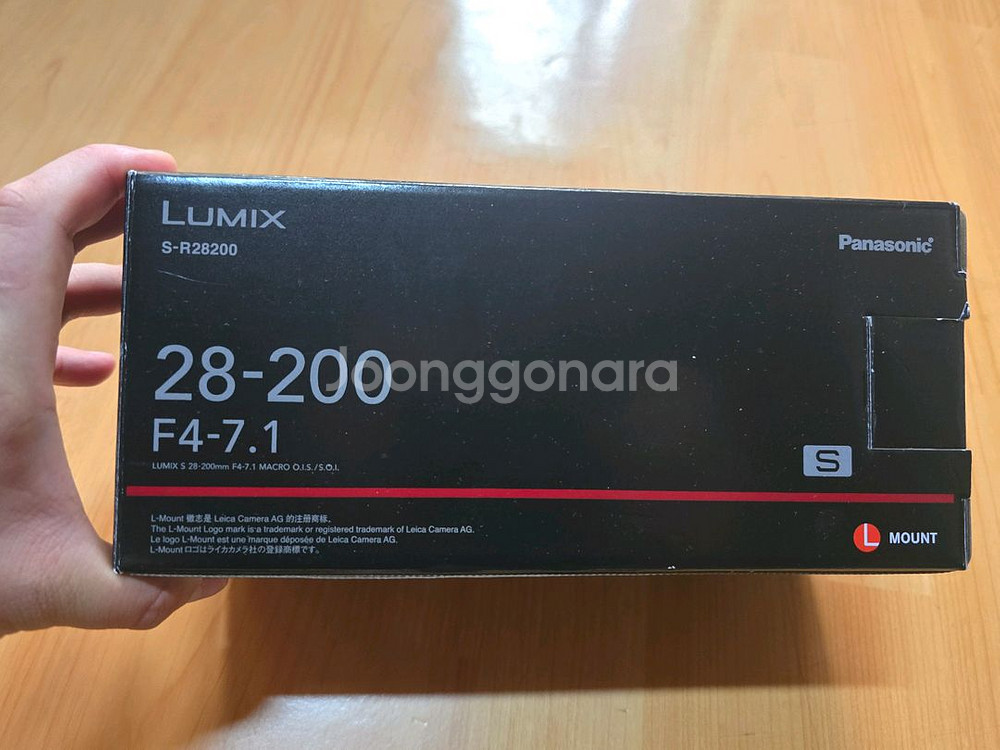 LUMIX
S-R28200
Panasonic
28-200
Joonggonara
F4-7.1
LUMIX S 28-200mm F4-7.1 MACRO O.I.S./S.O.I.
S
L-Mount 徽志是 Leica Camera AG 的注册商标。
The L-Mount Logo mark is a trademark or registered trademark of Leica Camera AG.
Le logo L-Mount est une marque déposée de Leica Camera AG.
L-Mount ロゴはライカカメラ社の登録商標です。
L MOUNT